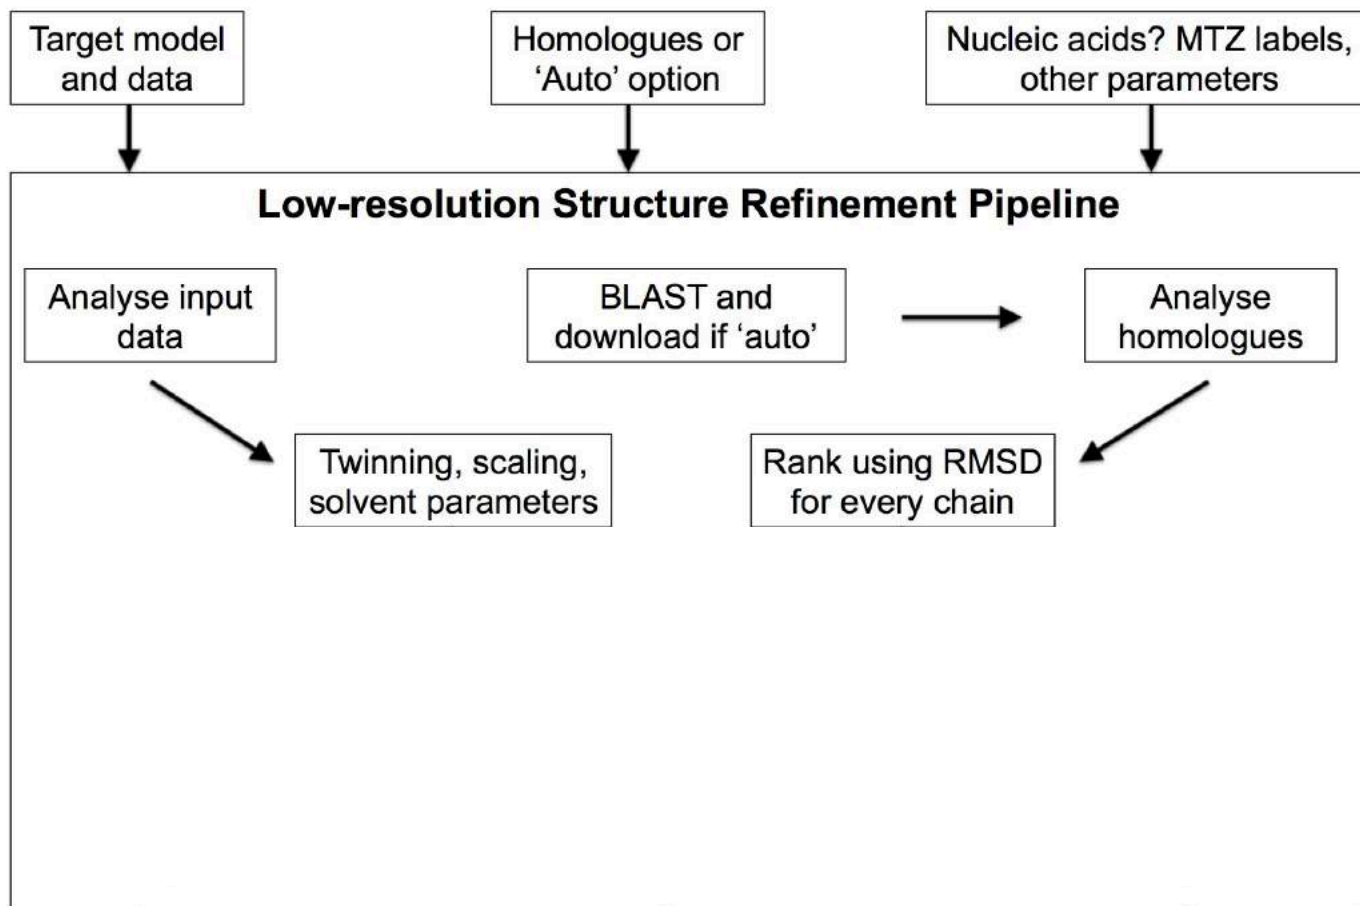 Target model
and data
Homologues or
‘Auto’ option
Nucleic acids? MTZ labels,
other parameters
Low-resolution Structure Refinement Pipeline
Analyse input
data
BLAST and
download if ‘auto’
Analyse
homologues
Twinning, scaling,
solvent parameters
Rank using RMSD
for every chain